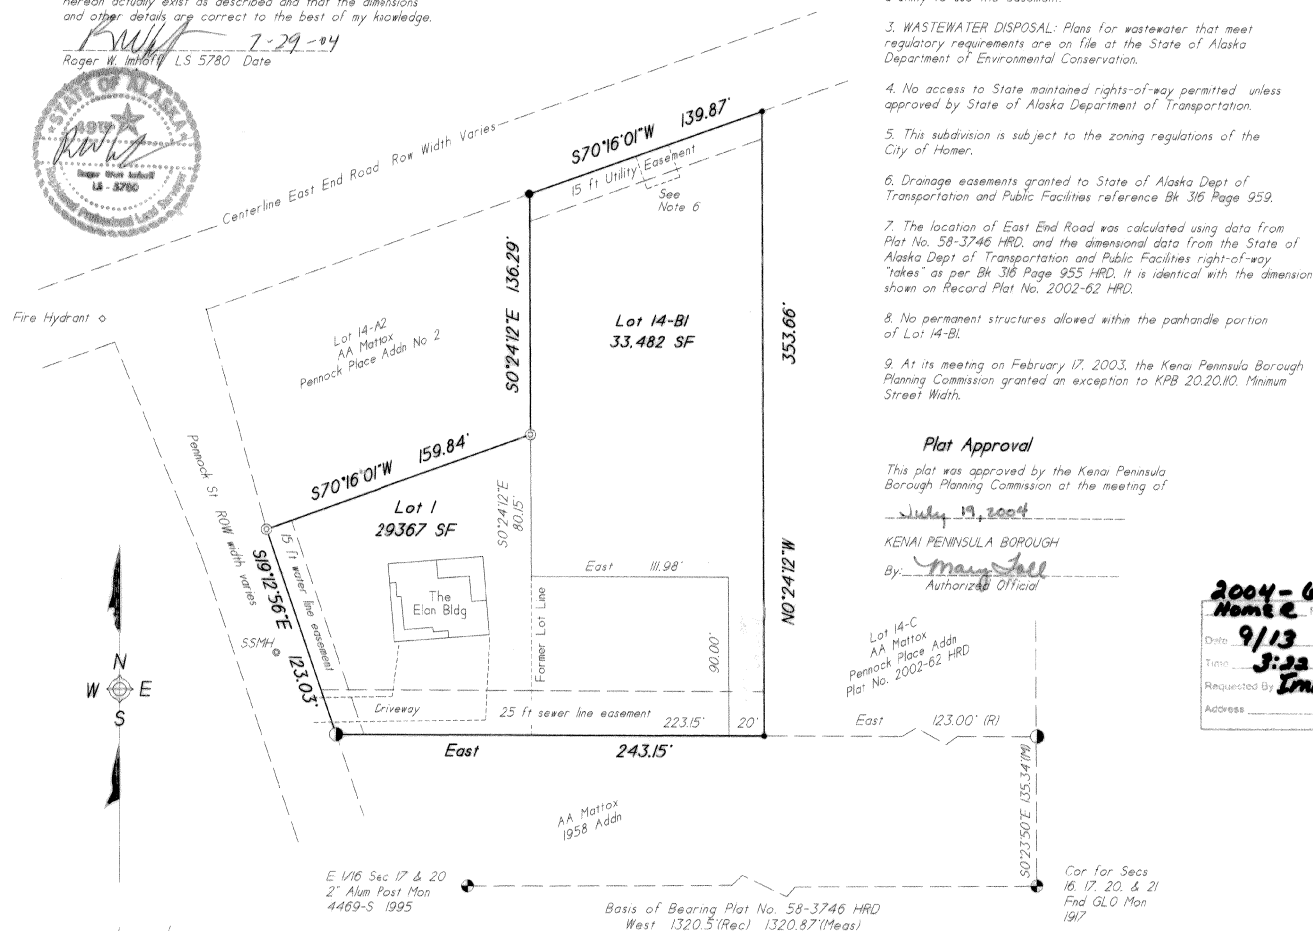 hereon actually exist as described and that the dimensions
and other details are correct to the best of my knowledge.
7-29-04
Roger W. Imhoff LS 5780 Date
STATE OF ALASKA
49TH
LS - 5780
Registered Professional Land Surveyor
3. WASTEWATER DISPOSAL: Plans for wastewater that meet
regulatory requirements are on file at the State of Alaska
Department of Environmental Conservation.
4. No access to State maintained rights-of-way permitted unless
approved by State of Alaska Department of Transportation.
5. This subdivision is subject to the zoning regulations of the
City of Homer.
6. Drainage easements granted to State of Alaska Dept of
Transportation and Public Facilities reference Bk 316 Page 959.
7. The location of East End Road was calculated using data from
Plat No. 58-3746 HRD, and the dimensional data from the State of
Alaska Dept of Transportation and Public Facilities right-of-way
"takes" as per Bk 316 Page 955 HRD. It is identical with the dimension
shown on Record Plat No. 2002-62 HRD.
8. No permanent structures allowed within the panhandle portion
of Lot 14-B1.
9. At its meeting on February 17, 2003, the Kenai Peninsula Borough
Planning Commission granted an exception to KPB 20.20.110, Minimum
Street Width.
Plat Approval
This plat was approved by the Kenai Peninsula
Borough Planning Commission at the meeting of
July 19, 2004
KENAI PENINSULA BOROUGH
By: Mary Toll
Authorized Official
2004-6
Home
Date 9/13
Time 3:22
Requested By Im
Address
Centerline East End Road Row Width Varies
S70°16'01"W 139.87'
15 ft Utility Easement
See
Note 6
Fire Hydrant
Lot 14-A2
AA Mattox
Pennock Place Addn No 2
S0°24'12"E 136.29'
Lot 14-B1
33,482 SF
353.66'
N0°24'12"W
S70°16'01"W 159.84'
Lot 1
29367 SF
S0°24'12"E
80.15'
Pennock St ROW width varies
15 ft water line easement
S19°12'56"E 123.03'
SSMH
The
Elan Bldg
Former Lot Line
East 111.98'
90.00'
Driveway
25 ft sewer line easement
223.15' 20'
East 243.15'
Lot 14-C
AA Mattox
Pennock Place Addn
Plat No. 2002-62 HRD
East 123.00' (R)
S0°23'50"E 135.34'(M)
N
W E
S
AA Mattox
1958 Addn
E 1/16 Sec 17 & 20
2" Alum Post Mon
4469-S 1995
Basis of Bearing Plat No. 58-3746 HRD
West 1320.5'(Rec) 1320.87'(Meas)
Cor for Secs
16, 17, 20, & 21
Fnd GLO Mon
1917